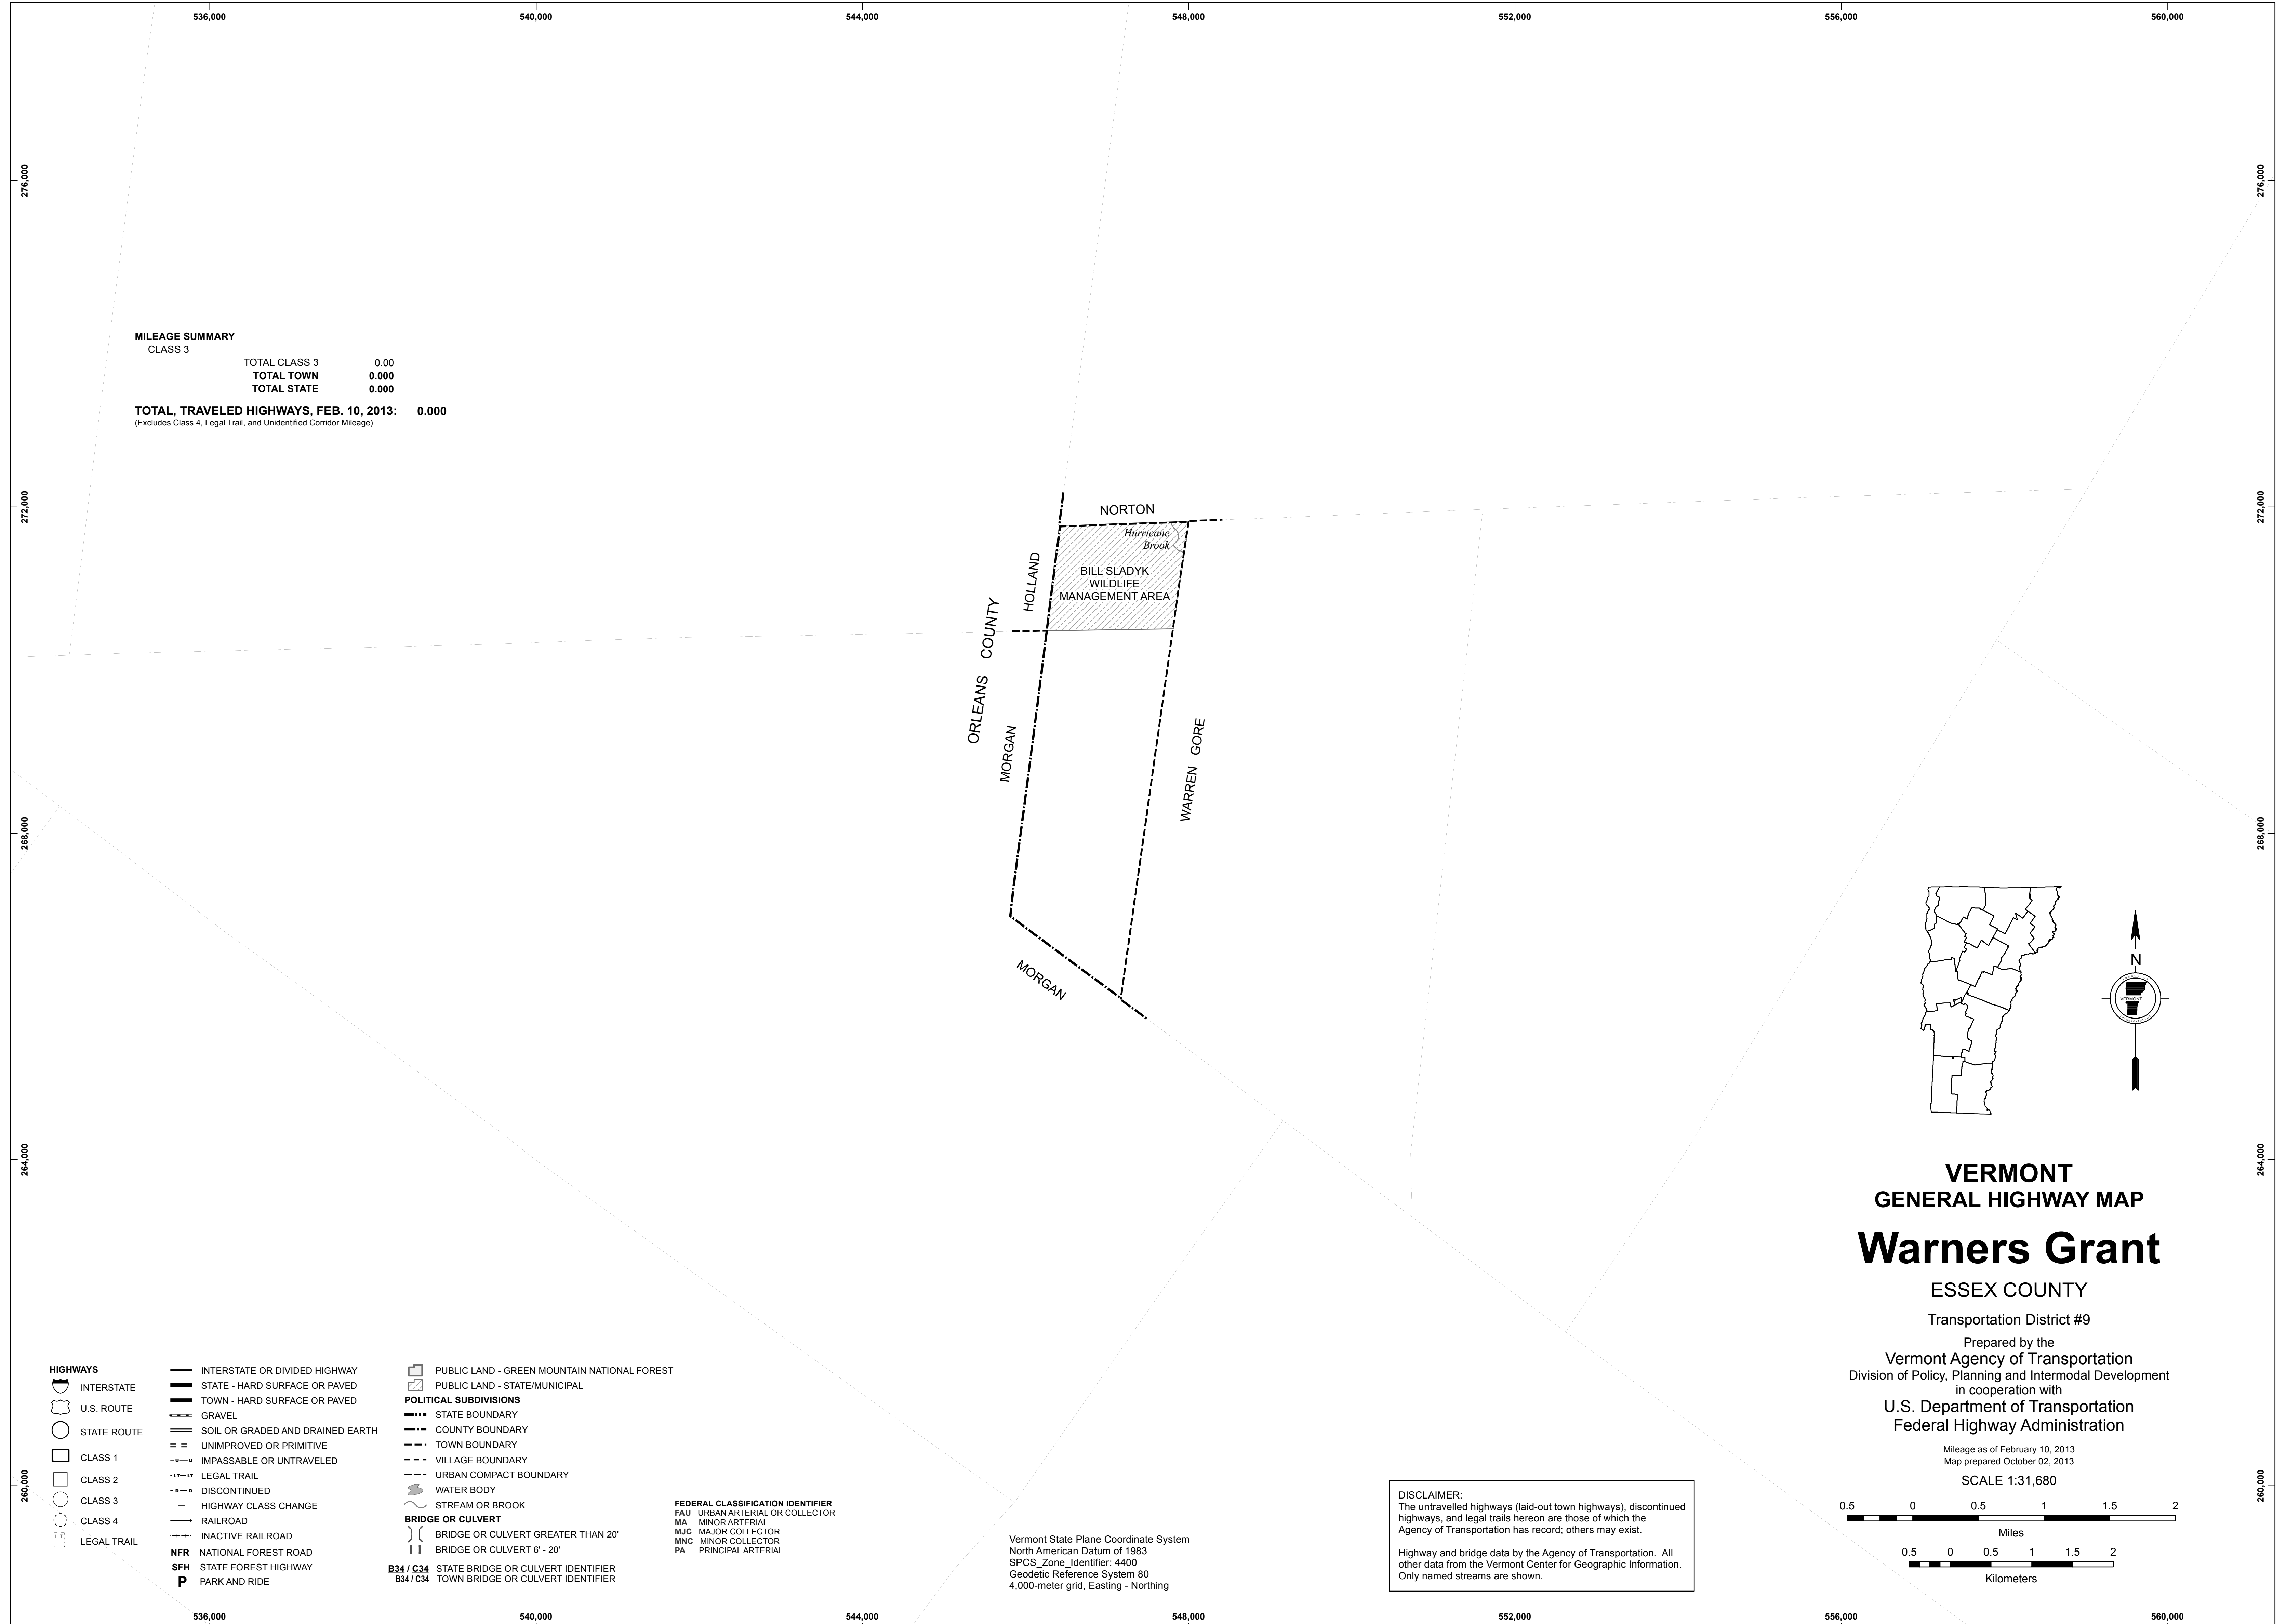 536,000 540,000 544,000 548,000 552,000 556,000 560,000
276,000 276,000
MILEAGE SUMMARY
CLASS 3
TOTAL CLASS 3 0.00
TOTAL TOWN 0.000
TOTAL STATE 0.000
TOTAL, TRAVELED HIGHWAYS, FEB. 10, 2013: 0.000
(Excludes Class 4, Legal Trail, and Unidentified Corridor Mileage)
272,000 272,000
NORTON
Hurricane
Brook
HOLLAND
BILL SLADYK
WILDLIFE
MANAGEMENT AREA
ORLEANS COUNTY
MORGAN
WARREN GORE
268,000 268,000
MORGAN
N
VERMONT
264,000 264,000
VERMONT
GENERAL HIGHWAY MAP
Warners Grant
ESSEX COUNTY
Transportation District #9
Prepared by the
Vermont Agency of Transportation
Division of Policy, Planning and Intermodal Development
in cooperation with
U.S. Department of Transportation
Federal Highway Administration
Mileage as of February 10, 2013
Map prepared October 02, 2013
SCALE 1:31,680
0.5 0 0.5 1 1.5 2
Miles
0.5 0 0.5 1 1.5 2
Kilometers
260,000 260,000
HIGHWAYS
INTERSTATE
U.S. ROUTE
STATE ROUTE
CLASS 1
CLASS 2
CLASS 3
CLASS 4
LEGAL TRAIL
INTERSTATE OR DIVIDED HIGHWAY
STATE - HARD SURFACE OR PAVED
TOWN - HARD SURFACE OR PAVED
GRAVEL
SOIL OR GRADED AND DRAINED EARTH
UNIMPROVED OR PRIMITIVE
U U IMPASSABLE OR UNTRAVELED
LT LT LEGAL TRAIL
D D DISCONTINUED
HIGHWAY CLASS CHANGE
RAILROAD
INACTIVE RAILROAD
NFR NATIONAL FOREST ROAD
SFH STATE FOREST HIGHWAY
P PARK AND RIDE
PUBLIC LAND - GREEN MOUNTAIN NATIONAL FOREST
PUBLIC LAND - STATE/MUNICIPAL
POLITICAL SUBDIVISIONS
STATE BOUNDARY
COUNTY BOUNDARY
TOWN BOUNDARY
VILLAGE BOUNDARY
URBAN COMPACT BOUNDARY
WATER BODY
STREAM OR BROOK
BRIDGE OR CULVERT
BRIDGE OR CULVERT GREATER THAN 20'
BRIDGE OR CULVERT 6' - 20'
B34 / C34 STATE BRIDGE OR CULVERT IDENTIFIER
B34 / C34 TOWN BRIDGE OR CULVERT IDENTIFIER
FEDERAL CLASSIFICATION IDENTIFIER
FAU URBAN ARTERIAL OR COLLECTOR
MA MINOR ARTERIAL
MJC MAJOR COLLECTOR
MNC MINOR COLLECTOR
PA PRINCIPAL ARTERIAL
Vermont State Plane Coordinate System
North American Datum of 1983
SPCS_Zone_Identifier: 4400
Geodetic Reference System 80
4,000-meter grid, Easting - Northing
DISCLAIMER:
The untravelled highways (laid-out town highways), discontinued
highways, and legal trails hereon are those of which the
Agency of Transportation has record; others may exist.
Highway and bridge data by the Agency of Transportation. All
other data from the Vermont Center for Geographic Information.
Only named streams are shown.
536,000 540,000 544,000 548,000 552,000 556,000 560,000